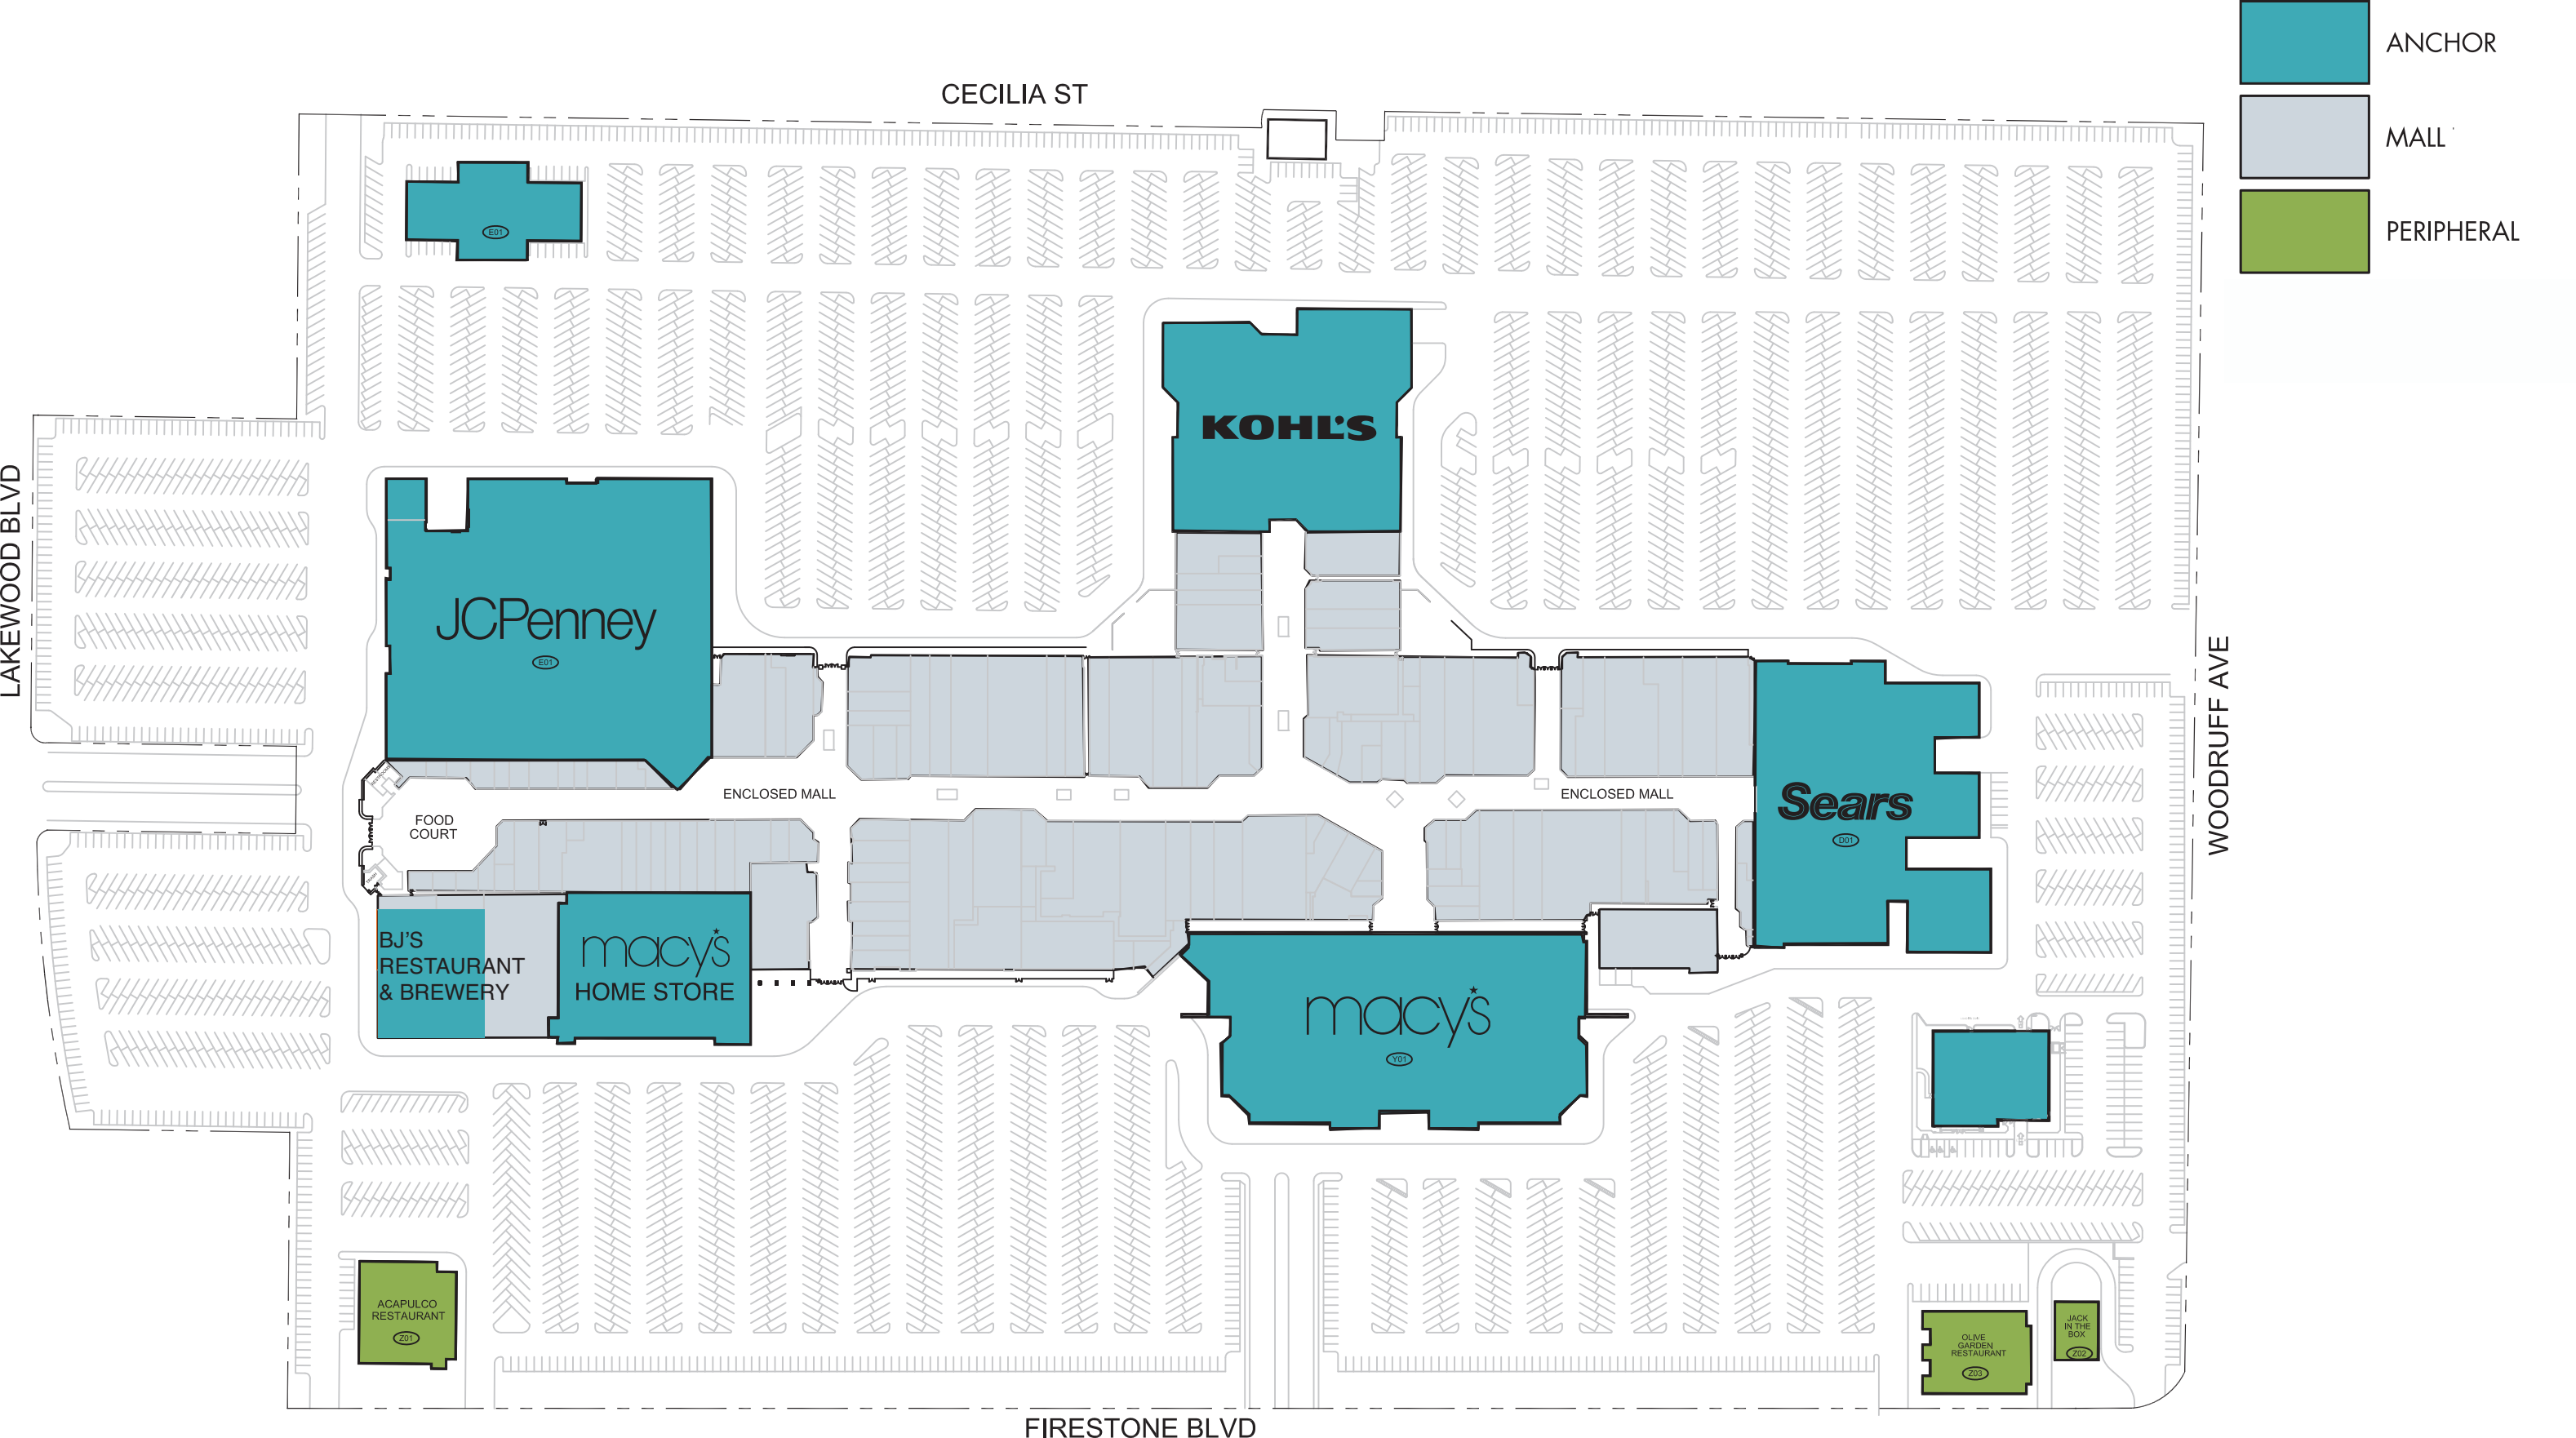 ANCHOR
CECILIA ST
MALL
PERIPHERAL
E01
KOHL'S
LAKEWOOD BLVD
JCPenney
E01
WOODRUFF AVE
ENCLOSED MALL
ENCLOSED MALL
FOOD
COURT
Sears
D01
BJ'S
RESTAURANT
& BREWERY
macy's
HOME STORE
macy's
Y01
ACAPULCO
RESTAURANT
Z01
OLIVE
GARDEN
RESTAURANT
Z03
JACK
IN THE
BOX
Z02
FIRESTONE BLVD